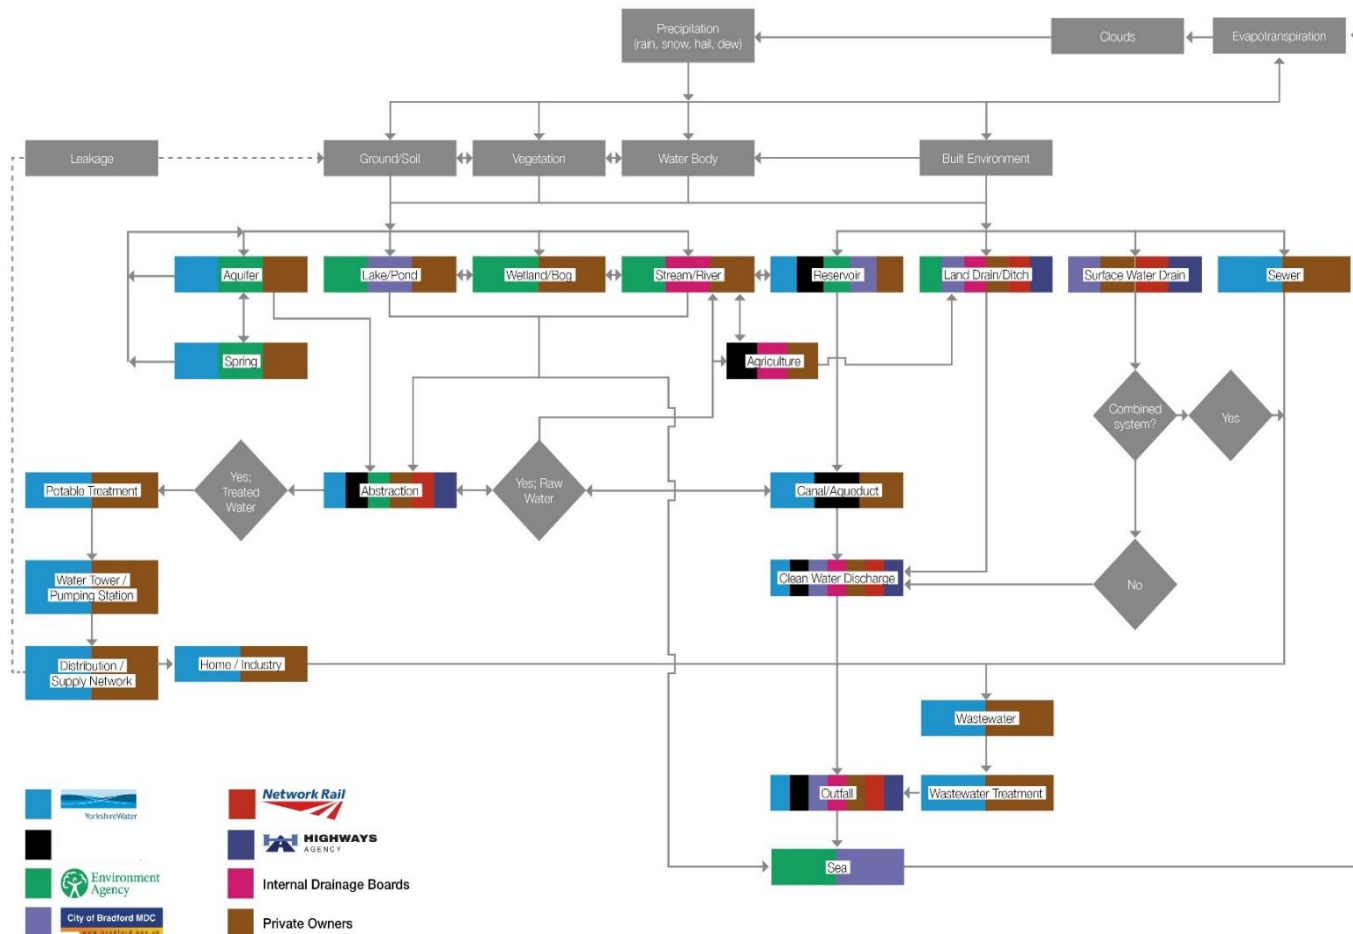 Precipitation
(rain, snow, hail, dew)
Clouds
Evapotranspiration
Leakage
Ground/Soil
Vegetation
Water Body
Built Environment
Aquifer
Lake/Pond
Wetland/Bog
Stream/River
Reservoir
Land Drain/Ditch
Surface Water Drain
Sewer
Spring
Agriculture
Combined
system?
Yes
Potable Treatment
Yes;
Treated
Water
Abstraction
Yes; Raw
Water
Canal/Aqueduct
Water Tower /
Pumping Station
Clean Water Discharge
No
Distribution /
Supply Network
Home / Industry
Wastewater
Outfall
Wastewater Treatment
Sea
YorkshireWater
Network Rail
HIGHWAYS
AGENCY
Environment
Agency
Internal Drainage Boards
City of Bradford MDC
www.bradford.gov.uk
Private Owners